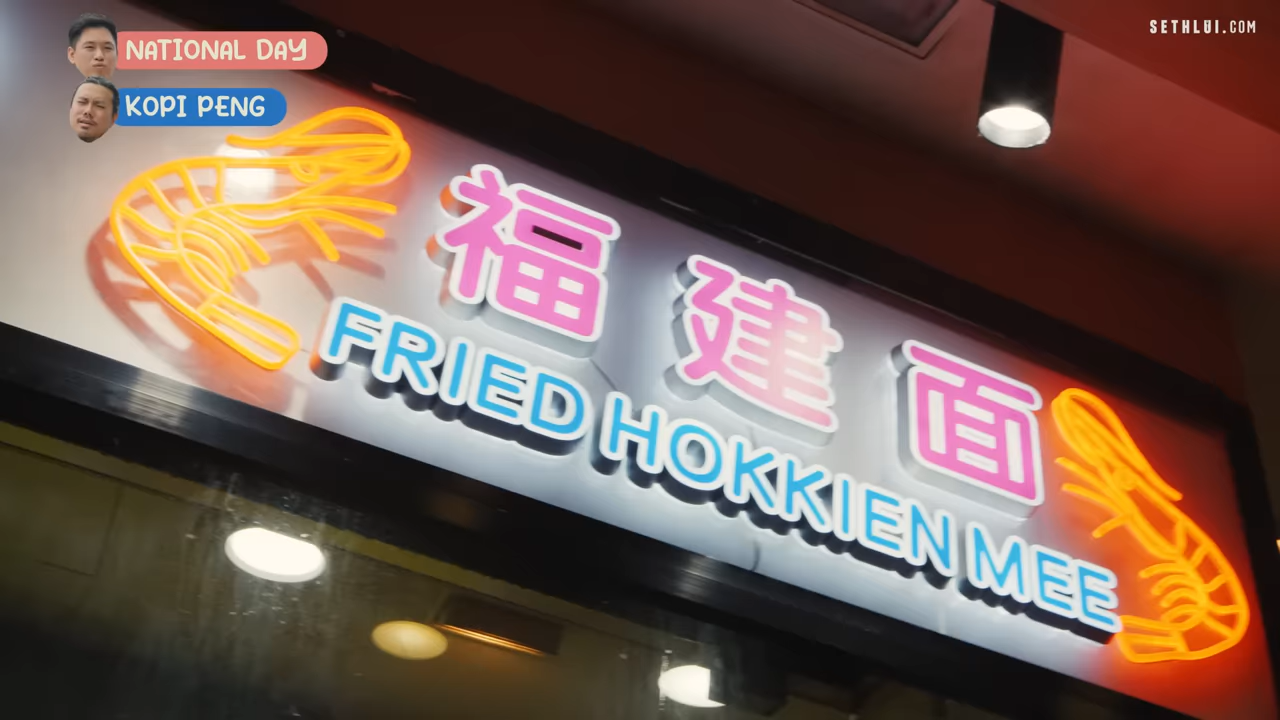 NATIONAL DAY
KOPI PENG
SETHLUI.COM
福建面
FRIED HOKKIEN MEE